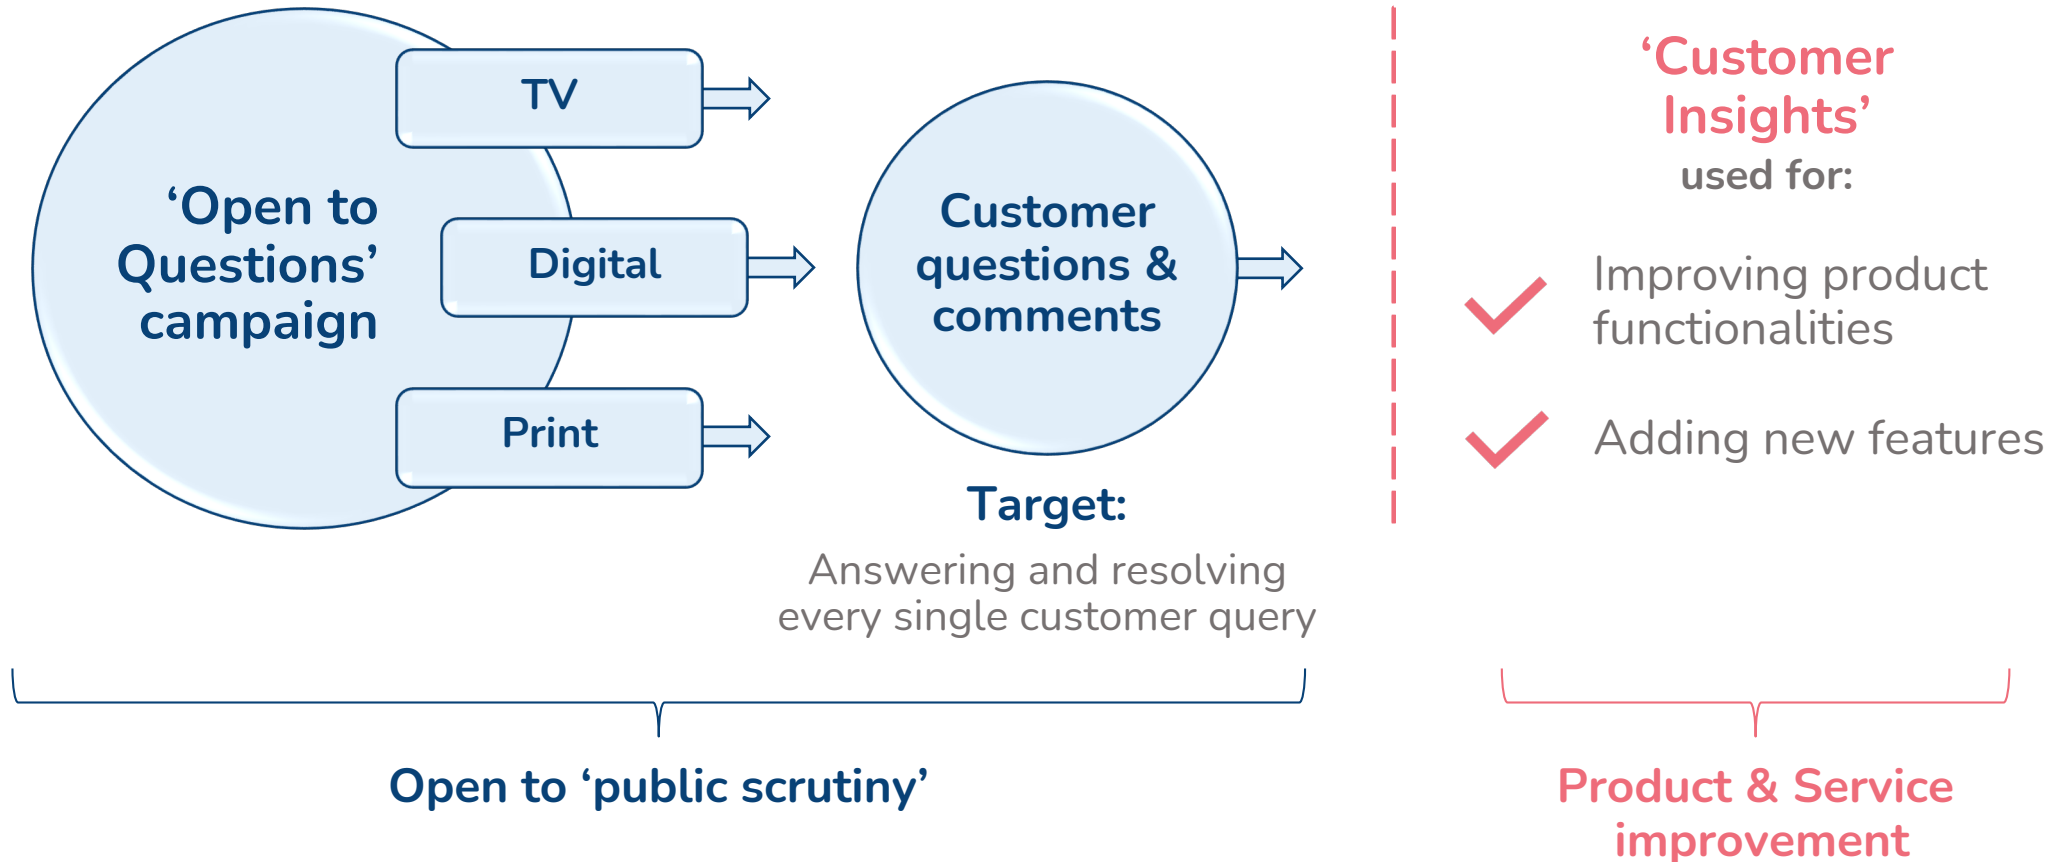 ‘Open to
Questions’
campaign
TV
Digital
Print
Customer
questions &
comments
Target:
Answering and resolving
every single customer query
Open to ‘public scrutiny’
‘Customer
Insights’
used for:
Improving product
functionalities
Adding new features
Product & Service
improvement